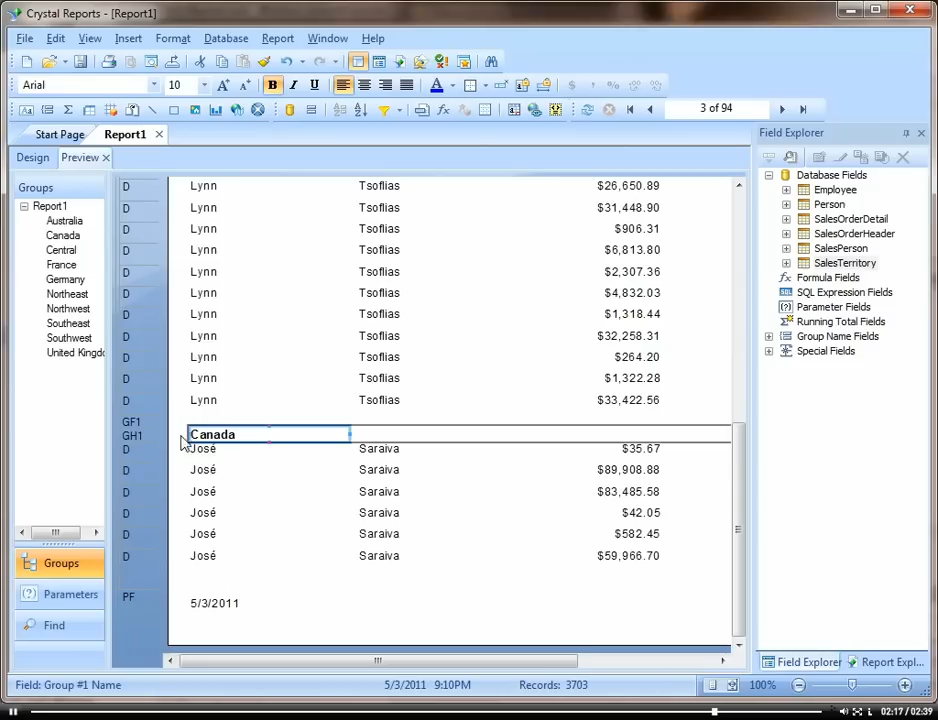 Crystal Reports - [Report1]
File Edit View Insert Format Database Report Window Help
Arial 10
3 of 94
Start Page Report1
Design Preview
Groups
Report1
Australia
Canada
Central
France
Germany
Northeast
Northwest
Southeast
Southwest
United Kingdo
Groups
Parameters
Find
D Lynn Tsoflias $26,650.89
D Lynn Tsoflias $31,448.90
D Lynn Tsoflias $906.31
D Lynn Tsoflias $6,813.80
D Lynn Tsoflias $2,307.36
D Lynn Tsoflias $4,832.03
D Lynn Tsoflias $1,318.44
D Lynn Tsoflias $32,258.31
D Lynn Tsoflias $264.20
D Lynn Tsoflias $1,322.28
D Lynn Tsoflias $33,422.56
GF1
GH1 Canada
D José Saraiva $35.67
D José Saraiva $89,908.88
D José Saraiva $83,485.58
D José Saraiva $42.05
D José Saraiva $582.45
D José Saraiva $59,966.70
PF 5/3/2011
Field Explorer
Database Fields
Employee
Person
SalesOrderDetail
SalesOrderHeader
SalesPerson
SalesTerritory
Formula Fields
SQL Expression Fields
Parameter Fields
Running Total Fields
Group Name Fields
Special Fields
Field Explorer Report Expl...
Field: Group #1 Name 5/3/2011 9:10PM Records: 3703 100%
02:17 / 02:39